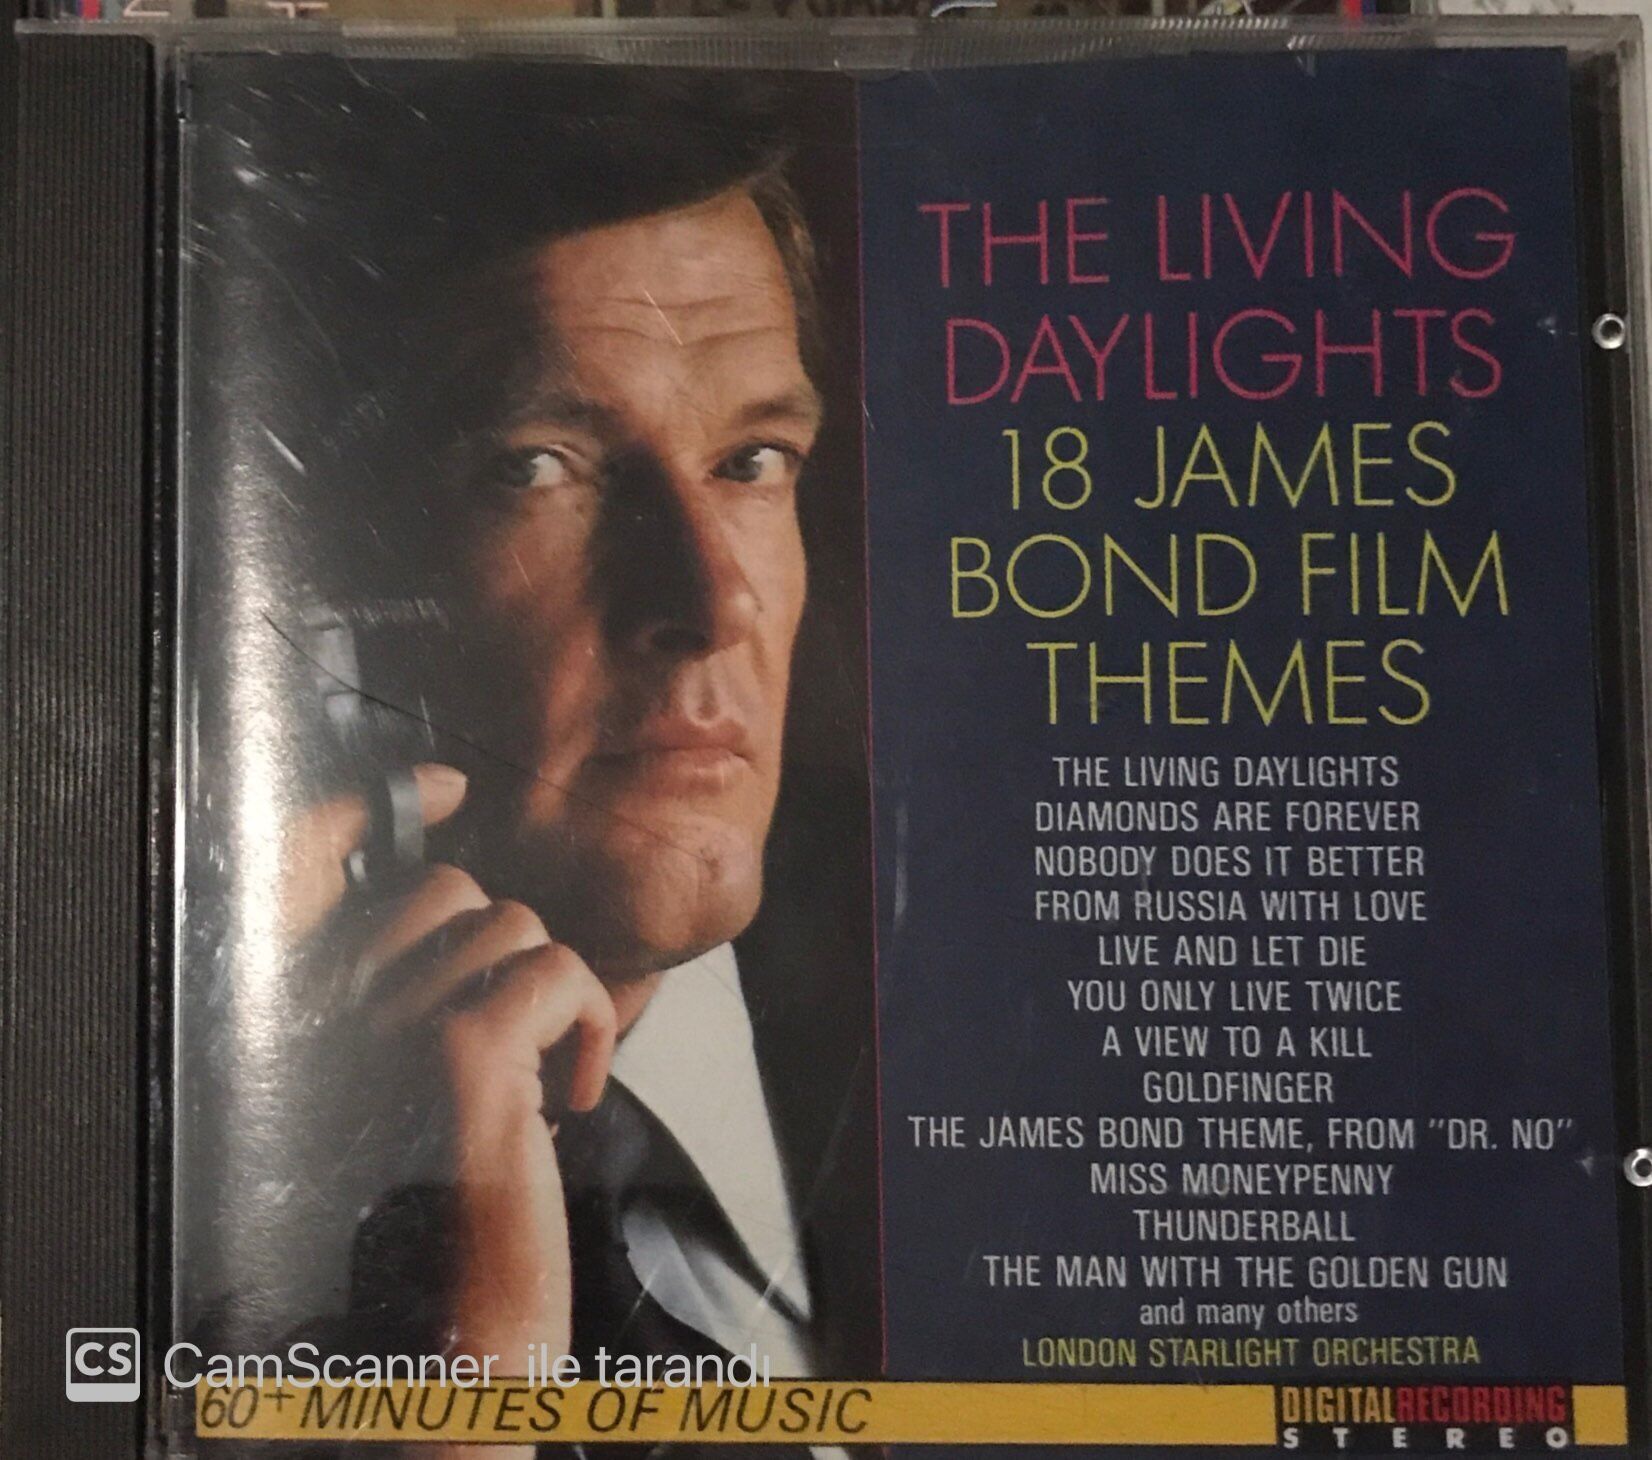 THE LIVING
DAYLIGHTS
18 JAMES
BOND FILM
THEMES
THE LIVING DAYLIGHTS
DIAMONDS ARE FOREVER
NOBODY DOES IT BETTER
FROM RUSSIA WITH LOVE
LIVE AND LET DIE
YOU ONLY LIVE TWICE
A VIEW TO A KILL
GOLDFINGER
THE JAMES BOND THEME, FROM "DR. NO"
MISS MONEYPENNY
THUNDERBALL
THE MAN WITH THE GOLDEN GUN
and many others
LONDON STARLIGHT ORCHESTRA
CS CamScanner ile tarandı
60+ MINUTES OF MUSIC
DIGITAL RECORDING
STEREO